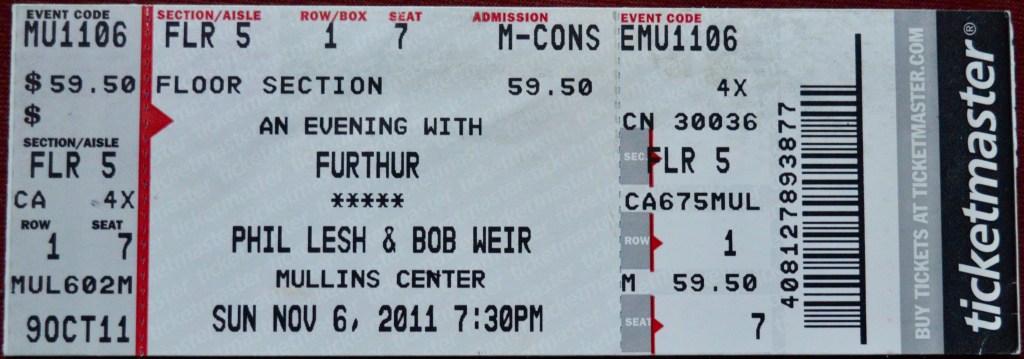 EVENT CODE
MU1106
$ 59.50
$
SECTION/AISLE
FLR 5
CA 4X
ROW SEAT
1 7
MUL602M
9OCT11
SECTION/AISLE ROW/BOX SEAT ADMISSION
FLR 5 1 7 M-CONS
FLOOR SECTION 59.50
AN EVENING WITH
FURTHUR
*****
PHIL LESH & BOB WEIR
MULLINS CENTER
SUN NOV 6, 2011 7:30PM
EVENT CODE
EMU1106
4X
CN 30036
SEC. FLR 5
CA675MUL
ROW 1
M 59.50
SEAT 7
408127893877
BUY TICKETS AT TICKETMASTER.COM
ticketmaster®